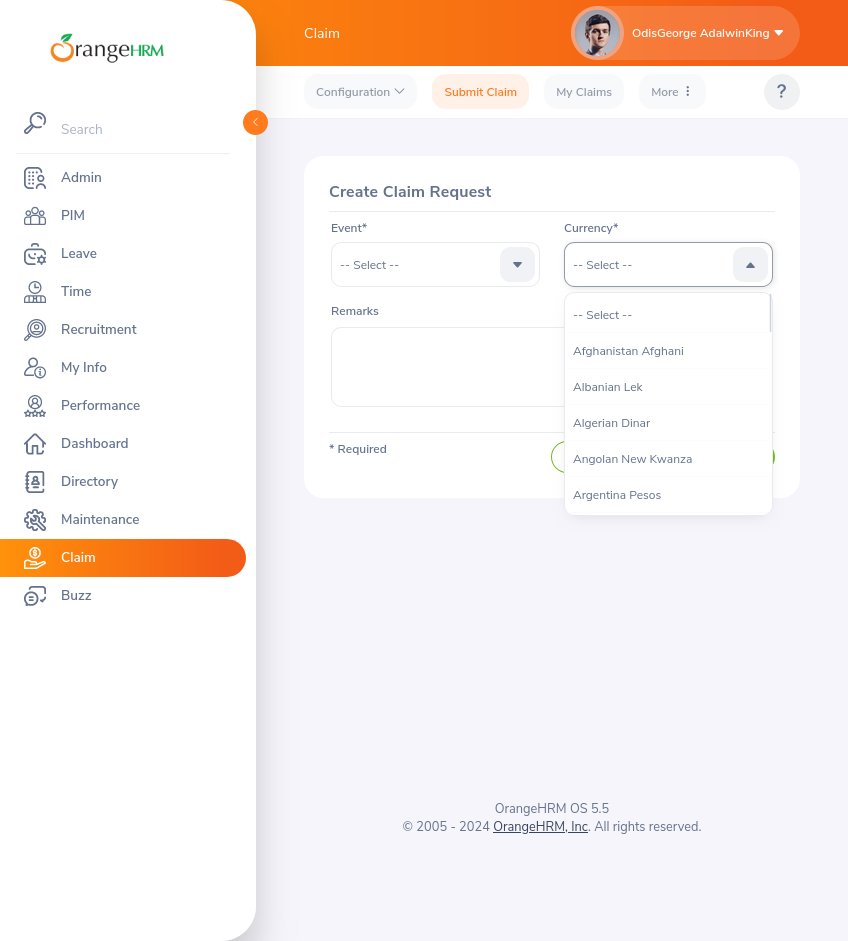 OrangeHRM
Search
Admin
PIM
Leave
Time
Recruitment
My Info
Performance
Dashboard
Directory
Maintenance
Claim
Buzz
Claim
OdisGeorge AdalwinKing
Configuration
Submit Claim
My Claims
More
?
Create Claim Request
Event*
Currency*
-- Select --
-- Select --
Remarks
-- Select --
Afghanistan Afghani
Albanian Lek
Algerian Dinar
Angolan New Kwanza
Argentina Pesos
* Required
OrangeHRM OS 5.5
© 2005 - 2024 OrangeHRM, Inc. All rights reserved.